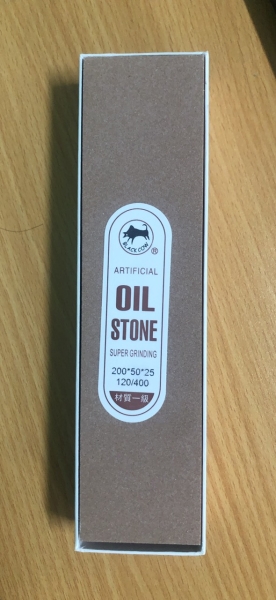 BLACK COW
®
ARTIFICIAL
OIL
STONE
SUPER GRINDING
200*50*25
120/400
材質一級